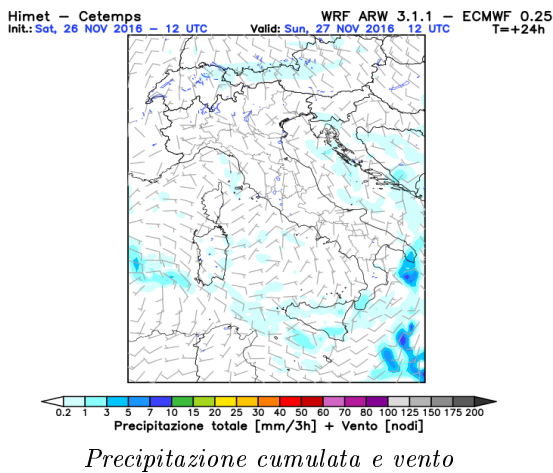 Himet – Cetemps WRF ARW 3.1.1 – ECMWF 0.25
Init.: Sat, 26 NOV 2016 – 12 UTC Valid: Sun, 27 NOV 2016 12 UTC T=+24h
0.2 1 3 5 7 10 15 20 25 30 40 50 60 70 80 100 125 150 175 200
Precipitazione totale [mm/3h] + Vento [nodi]
Precipitazione cumulata e vento